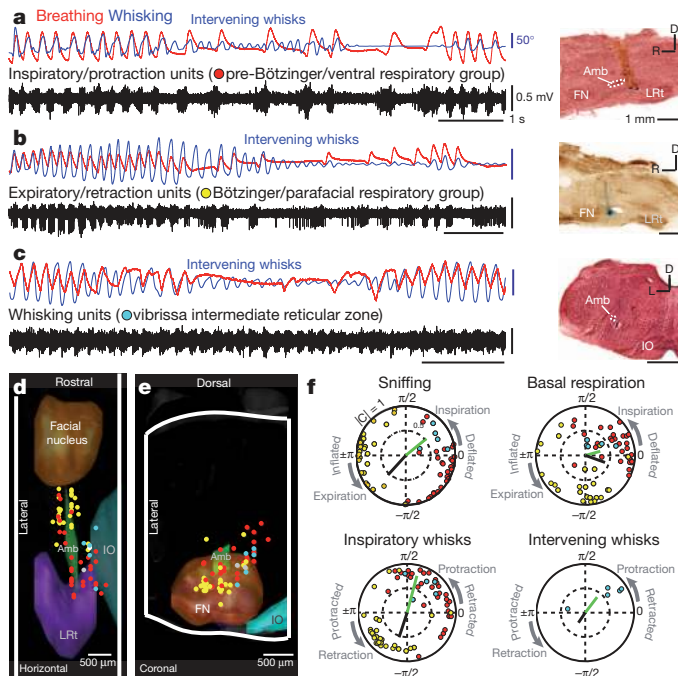 a Breathing Whisking Intervening whisks
50°
Inspiratory/protraction units (pre-Bötzinger/ventral respiratory group)
0.5 mV
1 s
D
R
Amb
FN
LRt
1 mm
b
Intervening whisks
Expiratory/retraction units (Bötzinger/parafacial respiratory group)
D
R
FN
LRt
c
Intervening whisks
Whisking units (vibrissa intermediate reticular zone)
D
L
Amb
IO
d Rostral
Facial nucleus
Lateral
Amb
IO
LRt
500 µm
Horizontal
e Dorsal
Lateral
Amb
FN
IO
500 µm
Coronal
f
Sniffing
π/2
|C| = 1
0.5
Inspiration
Inflated
±π
0
Deflated
Expiration
−π/2
Basal respiration
π/2
Inspiration
Inflated
±π
0
Deflated
Expiration
−π/2
Inspiratory whisks
π/2
Protraction
Protracted
±π
0
Retracted
Retraction
−π/2
Intervening whisks
π/2
Protraction
Protracted
±π
0
Retracted
Retraction
−π/2